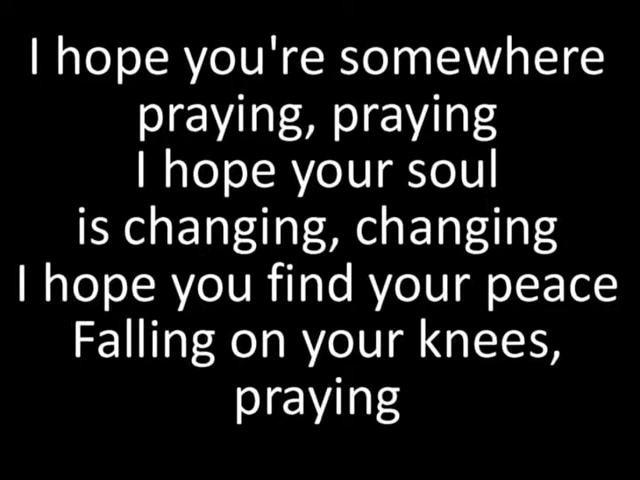 I hope you're somewhere
praying, praying
I hope your soul
is changing, changing
I hope you find your peace
Falling on your knees,
praying